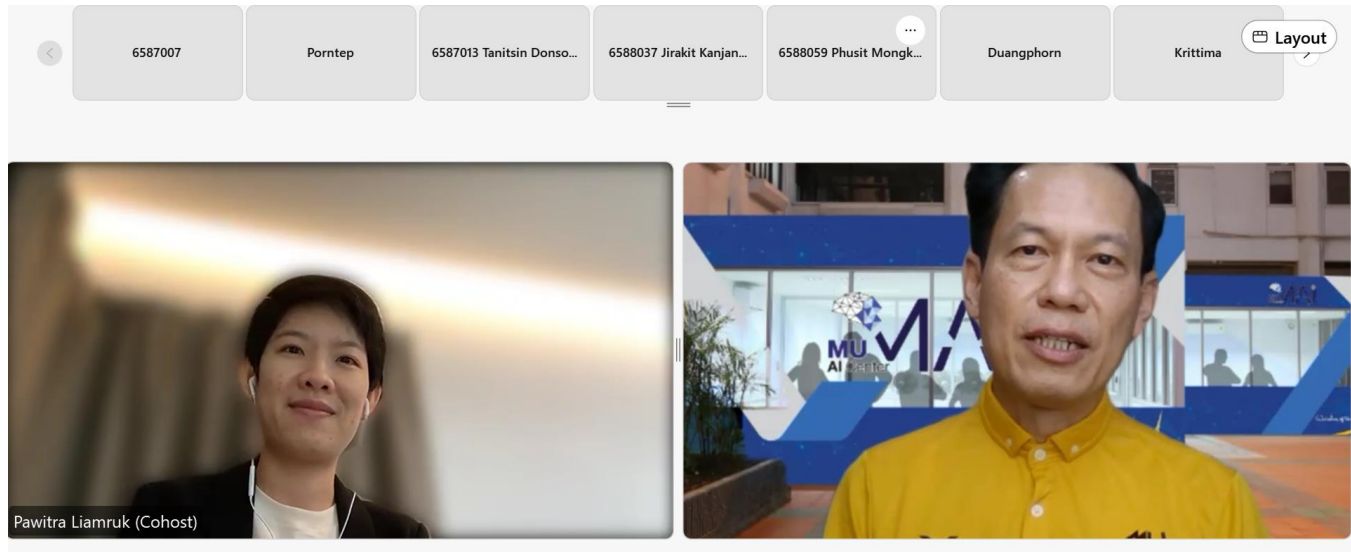 6587007
Porntep
6587013 Tanitsin Donso...
6588037 Jirakit Kanjan...
6588059 Phusit Mongk...
Duangphorn
Krittima
Layout
MU
AI Center
Pawitra Liamruk (Cohost)